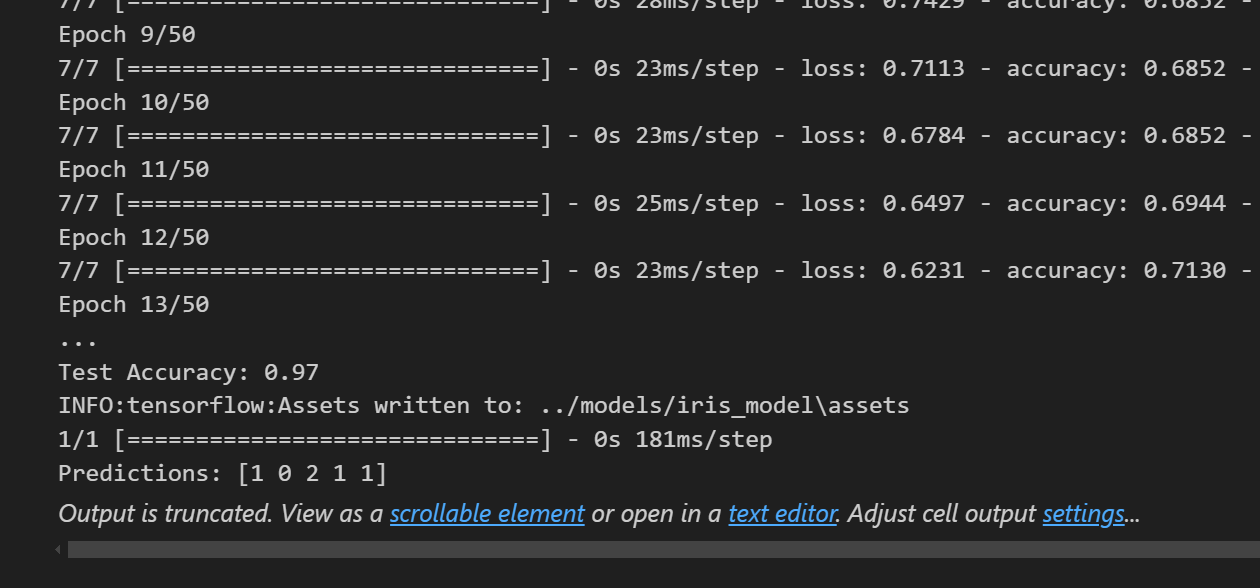 7/7 [==============================] - 0s 28ms/step - loss: 0.7429 - accuracy: 0.6852 -
Epoch 9/50
7/7 [==============================] - 0s 23ms/step - loss: 0.7113 - accuracy: 0.6852 -
Epoch 10/50
7/7 [==============================] - 0s 23ms/step - loss: 0.6784 - accuracy: 0.6852 -
Epoch 11/50
7/7 [==============================] - 0s 25ms/step - loss: 0.6497 - accuracy: 0.6944 -
Epoch 12/50
7/7 [==============================] - 0s 23ms/step - loss: 0.6231 - accuracy: 0.7130 -
Epoch 13/50
...
Test Accuracy: 0.97
INFO:tensorflow:Assets written to: ../models/iris_model\assets
1/1 [==============================] - 0s 181ms/step
Predictions: [1 0 2 1 1]
Output is truncated. View as a scrollable element or open in a text editor. Adjust cell output settings...